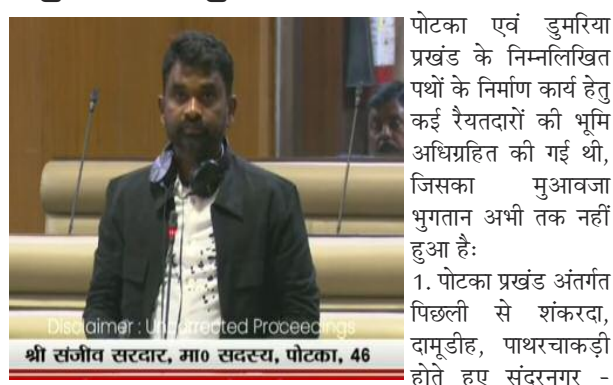 Disclaimer : Uncorrected Proceedings
श्री संजीव सरदार, मा० सदस्य, पोटका, 46
पोटका एवं डुमरिया
प्रखंड के निम्नलिखित
पथों के निर्माण कार्य हेतु
कई रैयतदारों की भूमि
अधिग्रहित की गई थी,
जिसका मुआवजा
भुगतान अभी तक नहीं
हुआ हैः
1. पोटका प्रखंड अंतर्गत
पिछली से शंकरदा,
दामूडीह, पाथरचाकड़ी
होते हुए सुंदरनगर -